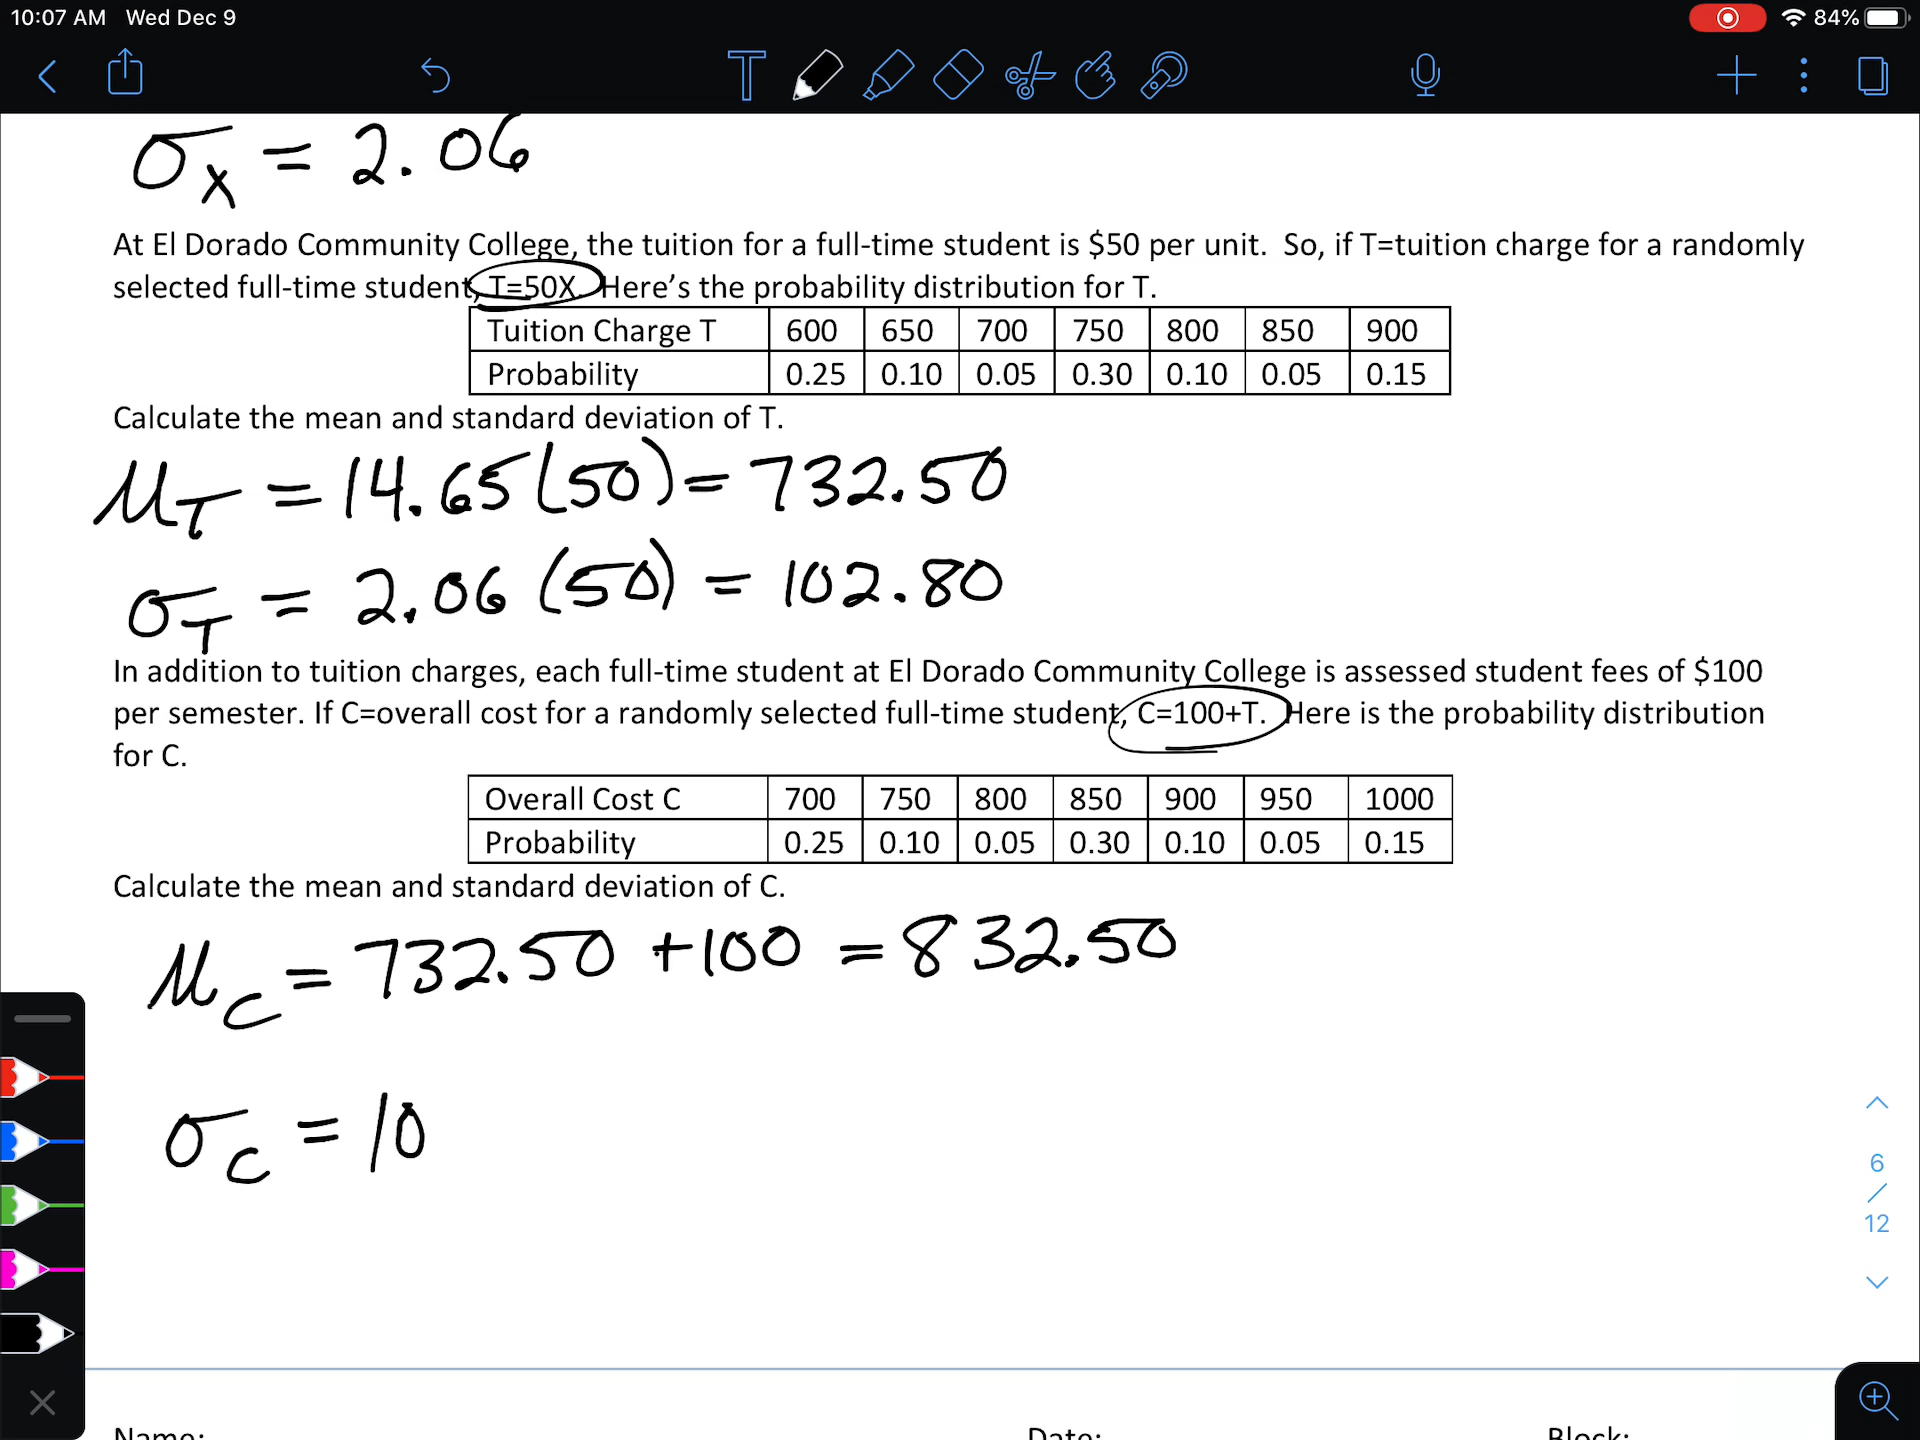 10:07 AM Wed Dec 9 84%
σx = 2.06
At El Dorado Community College, the tuition for a full-time student is $50 per unit. So, if T=tuition charge for a randomly
selected full-time student, T=50X. Here's the probability distribution for T.
Tuition Charge T 600 650 700 750 800 850 900
Probability 0.25 0.10 0.05 0.30 0.10 0.05 0.15
Calculate the mean and standard deviation of T.
μT = 14.65(50) = 732.50
σT = 2.06 (50) = 102.80
In addition to tuition charges, each full-time student at El Dorado Community College is assessed student fees of $100
per semester. If C=overall cost for a randomly selected full-time student, C=100+T. Here is the probability distribution
for C.
Overall Cost C 700 750 800 850 900 950 1000
Probability 0.25 0.10 0.05 0.30 0.10 0.05 0.15
Calculate the mean and standard deviation of C.
μC = 732.50 +100 = 832.50
σC = 10
6
/
12
Name: Date: Block: